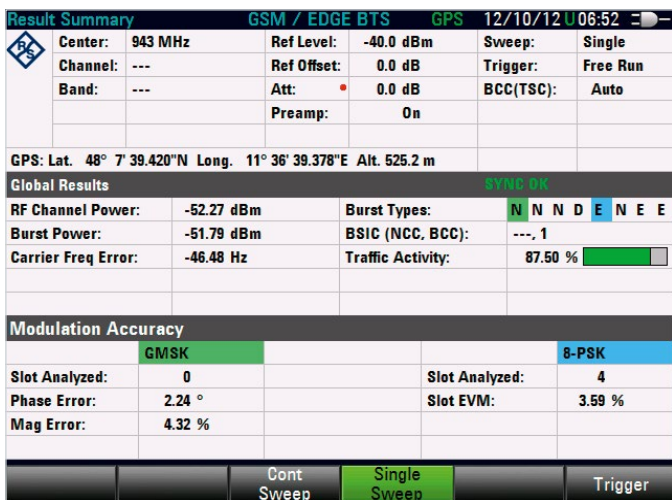 Result Summary GSM / EDGE BTS GPS 12/10/12 U 06:52
R&S Center: 943 MHz Ref Level: -40.0 dBm Sweep: Single
Channel: --- Ref Offset: 0.0 dB Trigger: Free Run
Band: --- Att: 0.0 dB BCC(TSC): Auto
Preamp: On
GPS: Lat. 48° 7' 39.420"N Long. 11° 36' 39.378"E Alt. 525.2 m
Global Results SYNC OK
RF Channel Power: -52.27 dBm Burst Types: N N N D E N E E
Burst Power: -51.79 dBm BSIC (NCC, BCC): ---, 1
Carrier Freq Error: -46.48 Hz Traffic Activity: 87.50 %
Modulation Accuracy
GMSK 8-PSK
Slot Analyzed: 0 Slot Analyzed: 4
Phase Error: 2.24 ° Slot EVM: 3.59 %
Mag Error: 4.32 %
Cont Sweep Single Sweep Trigger